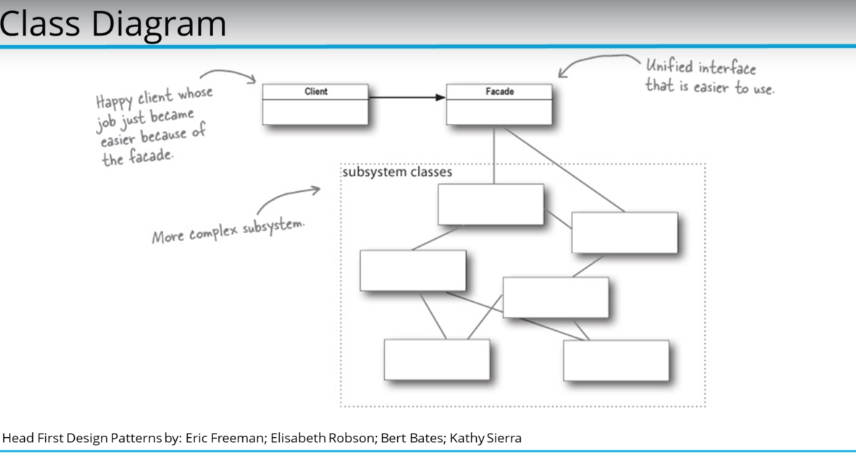 Class Diagram
Happy client whose
job just became
easier because of
the facade.
Client
Facade
Unified interface
that is easier to use.
subsystem classes
More complex subsystem.
Head First Design Patterns by: Eric Freeman; Elisabeth Robson; Bert Bates; Kathy Sierra